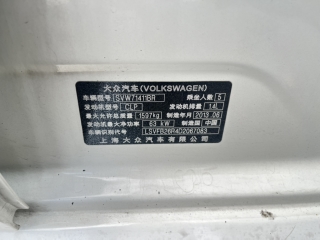 大众汽车(VOLKSWAGEN)
车辆型号 SVW71411BR 乘坐人数 5
发动机型号 CLP 发动机排量 1.4L
最大允许总质量 1597kg 制造年月 2013.06
发动机最大净功率 63 kW 制造国 中国
车辆识别代号 LSVFB26R4D2067083
上海大众汽车有限公司